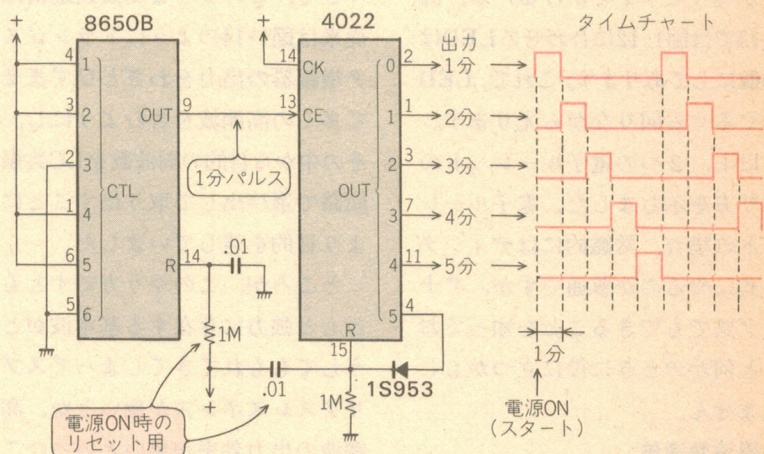 8650B
4022
出力
タイムチャート
+
+
4 1
3 2
2 3
1 4
6 5
5 6
CTL
OUT 9
R 14
.01
1M
+
1分パルス
14 CK
13 CE
OUT
0 2
1 1
2 3
3 7
4 11
5 4
R
15
1分
2分
3分
4分
5分
.01
1M
1S953
電源ON時の
リセット用
1分
電源ON
(スタート)